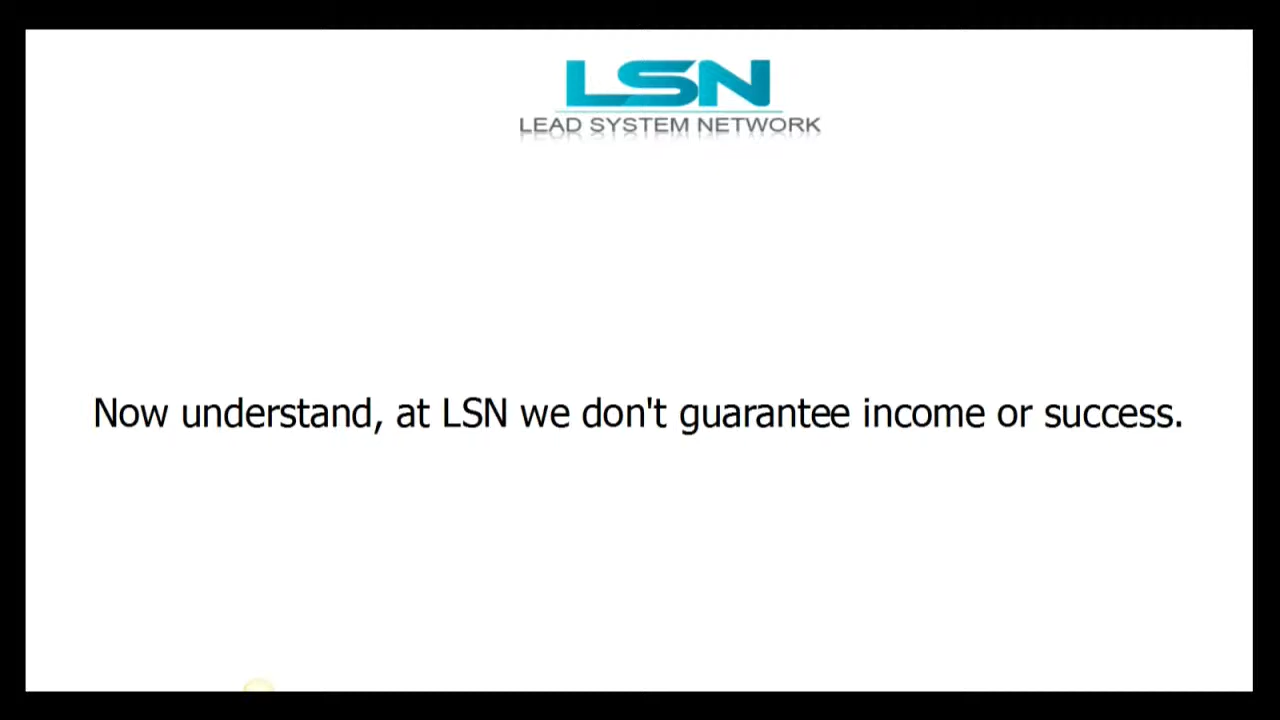 LSN
LEAD SYSTEM NETWORK
Now understand, at LSN we don't guarantee income or success.